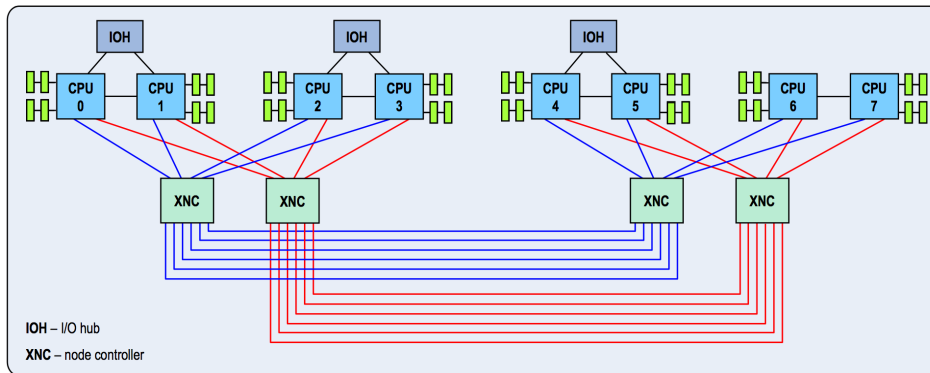 IOH
IOH
IOH
CPU
0
CPU
1
CPU
2
CPU
3
CPU
4
CPU
5
CPU
6
CPU
7
XNC
XNC
XNC
XNC
IOH – I/O hub
XNC – node controller